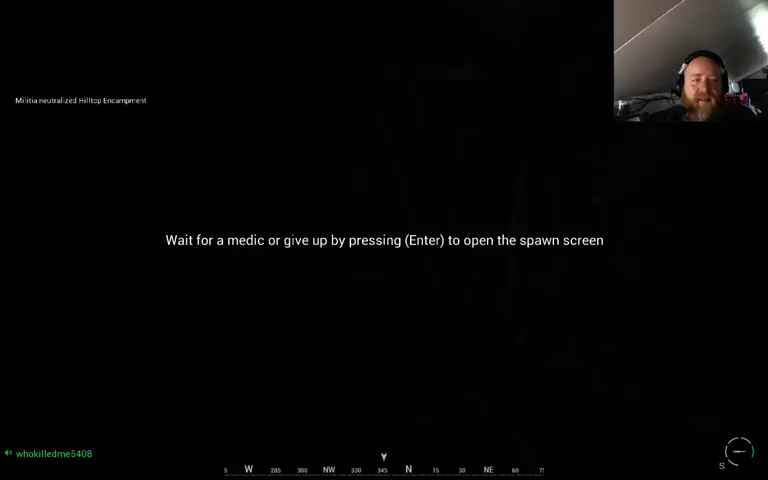 Militia neutralized Hilltop Encampment
Wait for a medic or give up by pressing (Enter) to open the spawn screen
whokilledme5408
5 W 285 300 NW 330 345 N 15 30 NE 60 75
S